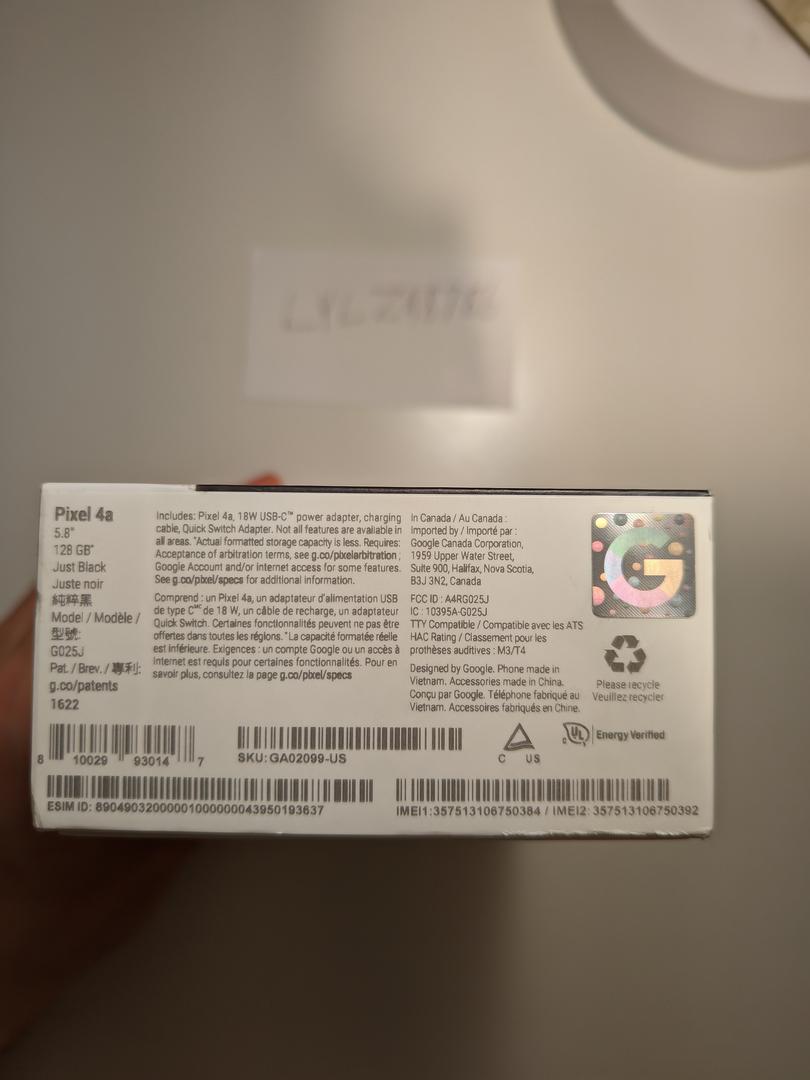 Pixel 4a
5.8"
128 GB*
Just Black
Juste noir
純粹黑
Model / Modèle /
型號:
G025J
Pat. / Brev. / 專利:
g.co/patents
1622
Includes: Pixel 4a, 18W USB-C™ power adapter, charging
cable, Quick Switch Adapter. Not all features are available in
all areas. *Actual formatted storage capacity is less. Requires:
Acceptance of arbitration terms, see g.co/pixelarbitration ;
Google Account and/or internet access for some features.
See g.co/pixel/specs for additional information.
Comprend : un Pixel 4a, un adaptateur d'alimentation USB
de type Cᴹᶜ de 18 W, un câble de recharge, un adaptateur
Quick Switch. Certaines fonctionnalités peuvent ne pas être
offertes dans toutes les régions. *La capacité formatée réelle
est inférieure. Exigences : un compte Google ou un accès à
Internet est requis pour certaines fonctionnalités. Pour en
savoir plus, consultez la page g.co/pixel/specs
In Canada / Au Canada :
Imported by / Importé par :
Google Canada Corporation,
1959 Upper Water Street,
Suite 900, Halifax, Nova Scotia,
B3J 3N2, Canada
FCC ID : A4RG025J
IC : 10395A-G025J
TTY Compatible / Compatible avec les ATS
HAC Rating / Classement pour les
prothèses auditives : M3/T4
Designed by Google. Phone made in
Vietnam. Accessories made in China.
Conçu par Google. Téléphone fabriqué au
Vietnam. Accessoires fabriqués en Chine.
G
Please recycle
Veuillez recycler
8 10029 93014 7
SKU: GA02099-US
C US
c UL Energy Verified
ESIM ID: 89049032000001000000043950193637
IMEI1:357513106750384 / IMEI2: 357513106750392